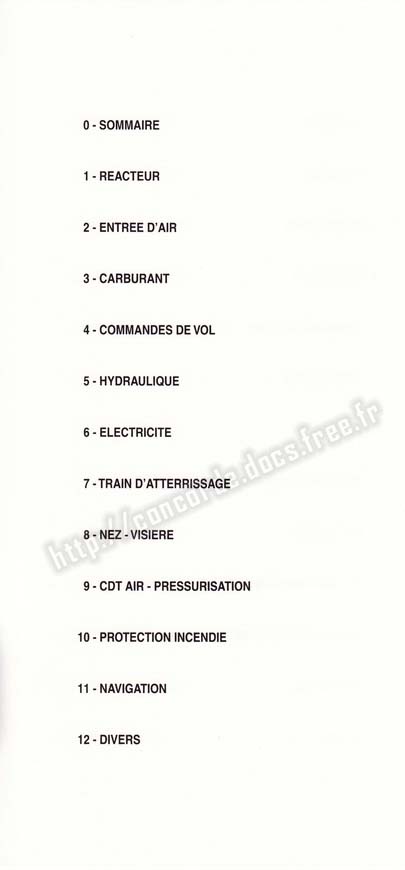 0 - SOMMAIRE
1 - REACTEUR
2 - ENTREE D'AIR
3 - CARBURANT
4 - COMMANDES DE VOL
5 - HYDRAULIQUE
6 - ELECTRICITE
7 - TRAIN D'ATTERRISSAGE
8 - NEZ - VISIERE
9 - CDT AIR - PRESSURISATION
10 - PROTECTION INCENDIE
11 - NAVIGATION
12 - DIVERS
http://concorde.docs.free.fr